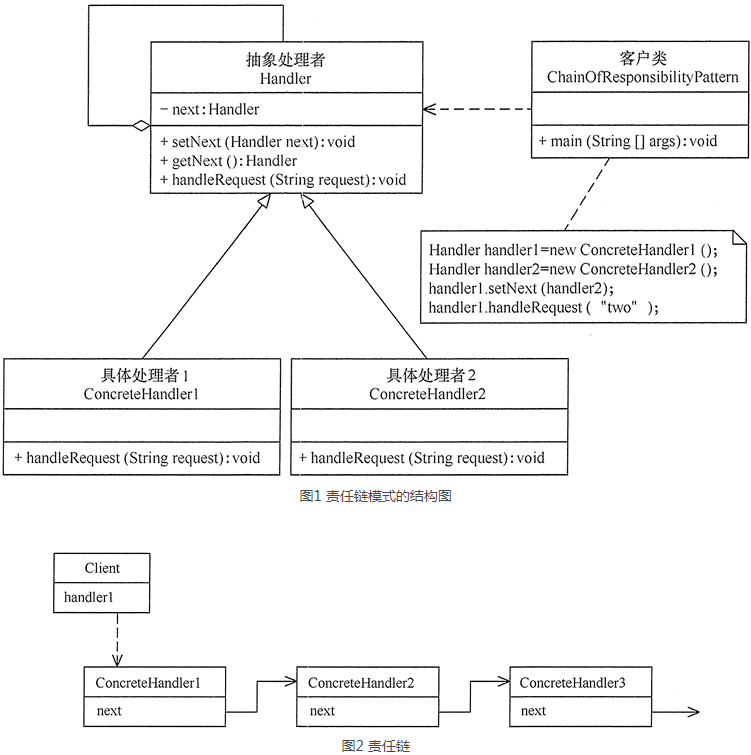 抽象处理者
Handler
- next:Handler
+ setNext (Handler next):void
+ getNext ():Handler
+ handleRequest (String request):void
客户类
ChainOfResponsibilityPattern
+ main (String [] args):void
Handler handler1=new ConcreteHandler1 ();
Handler handler2=new ConcreteHandler2 ();
handler1.setNext (handler2);
handler1.handleRequest ( "two" );
具体处理者1
ConcreteHandler1
+ handleRequest (String request):void
具体处理者2
ConcreteHandler2
+ handleRequest (String request):void
图1 责任链模式的结构图
Client
handler1
ConcreteHandler1
next
ConcreteHandler2
next
ConcreteHandler3
next
图2 责任链